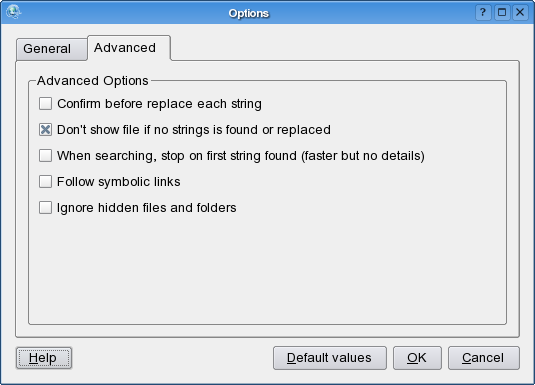 Options
General
Advanced
Advanced Options
Confirm before replace each string
Don't show file if no strings is found or replaced
When searching, stop on first string found (faster but no details)
Follow symbolic links
Ignore hidden files and folders
Help
Default values
OK
Cancel